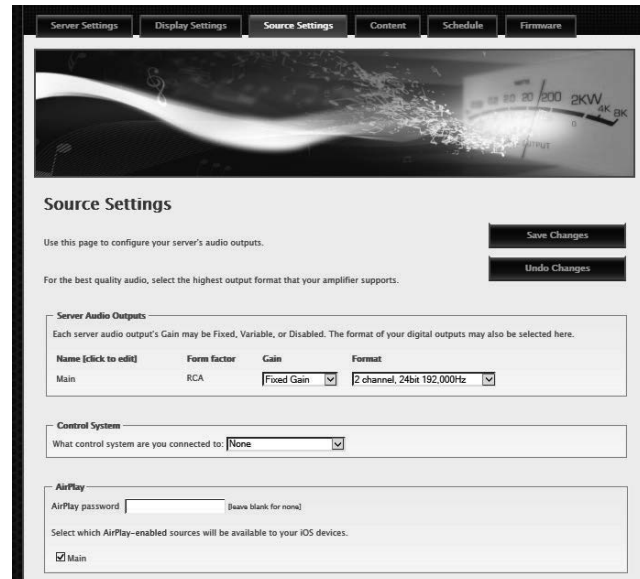 Server Settings Display Settings Source Settings Content Schedule Firmware
20 200 2KW 4K 8K
Source Settings
Save Changes
Use this page to configure your server's audio outputs.
Undo Changes
For the best quality audio, select the highest output format that your amplifier supports.
Server Audio Outputs
Each server audio output's Gain may be Fixed, Variable, or Disabled. The format of your digital outputs may also be selected here.
Name [click to edit] Form factor Gain Format
Main RCA Fixed Gain 2 channel, 24bit 192,000Hz
Control System
What control system are you connected to: None
AirPlay
AirPlay password [leave blank for none]
Select which AirPlay-enabled sources will be available to your iOS devices.
Main